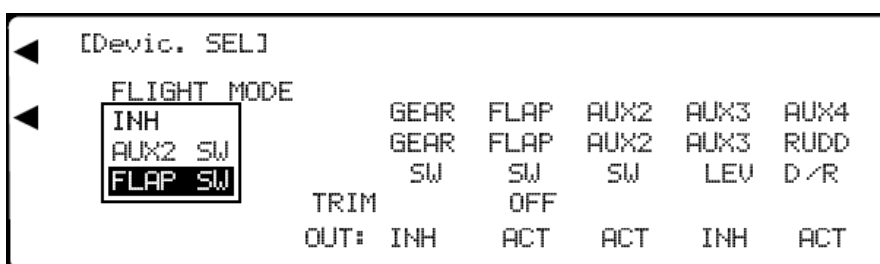 [Devic. SEL]
FLIGHT MODE
INH
AUX2 SW
FLAP SW
GEAR FLAP AUX2 AUX3 AUX4
GEAR FLAP AUX2 AUX3 RUDD
SW SW SW LEV D/R
TRIM OFF
OUT: INH ACT ACT INH ACT